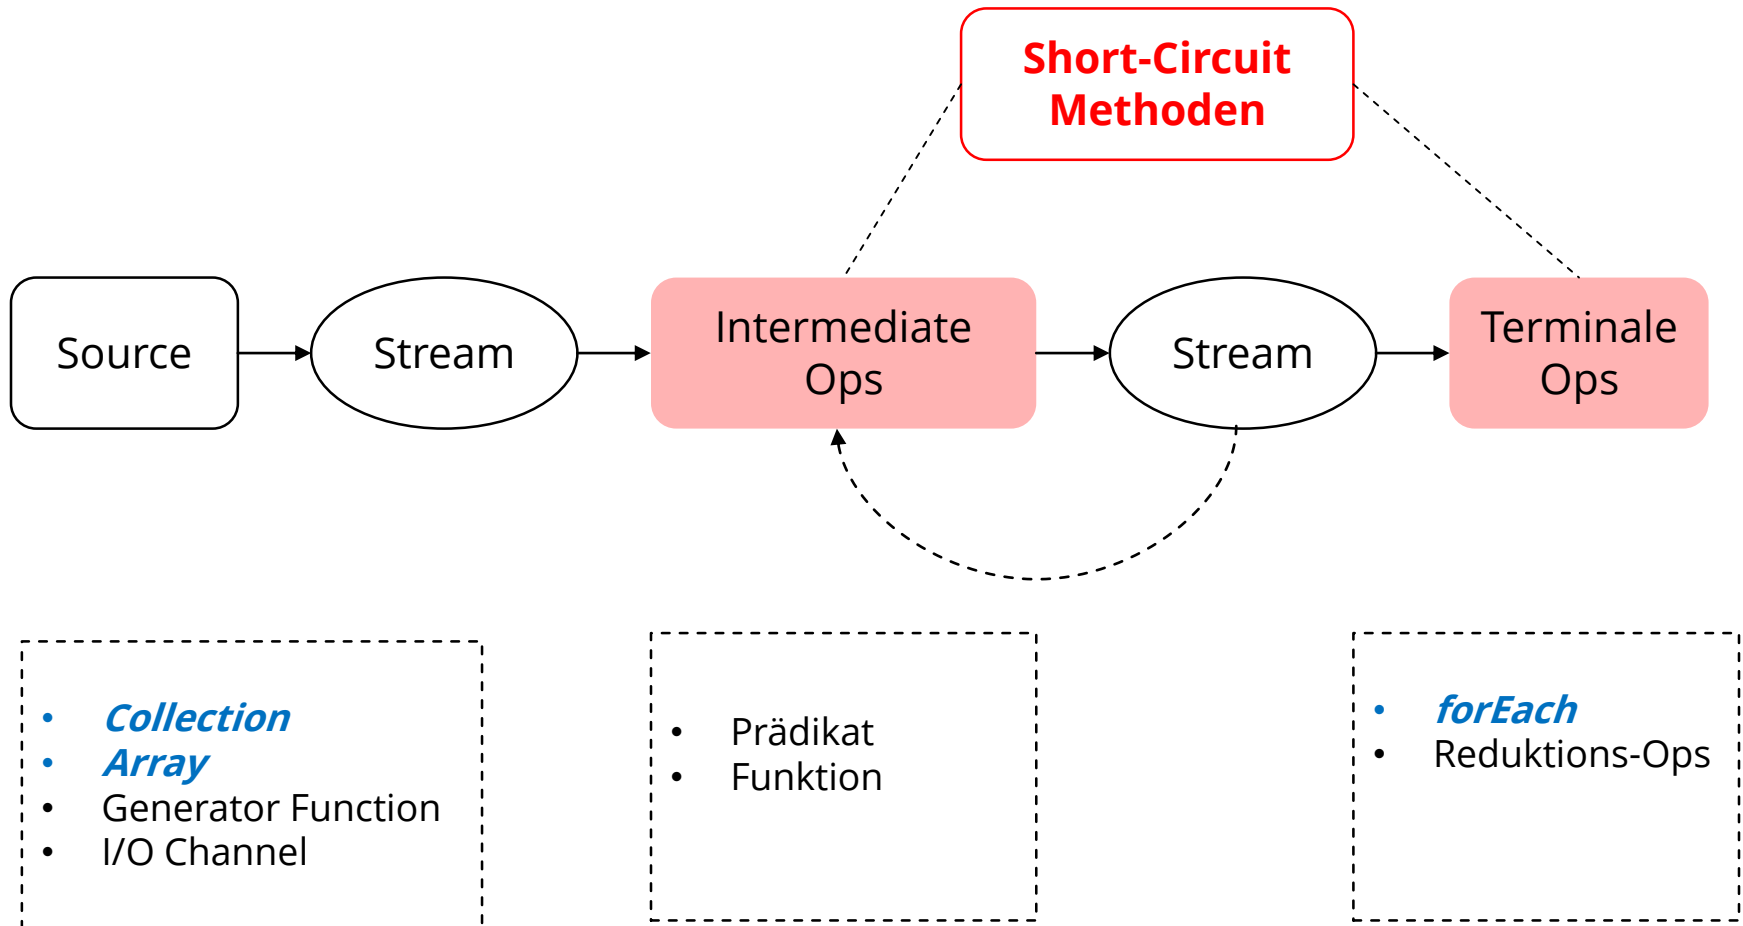 Short-Circuit
Methoden
Source
Stream
Intermediate
Ops
Stream
Terminale
Ops
• Collection
• Array
• Generator Function
• I/O Channel
• Prädikat
• Funktion
• forEach
• Reduktions-Ops